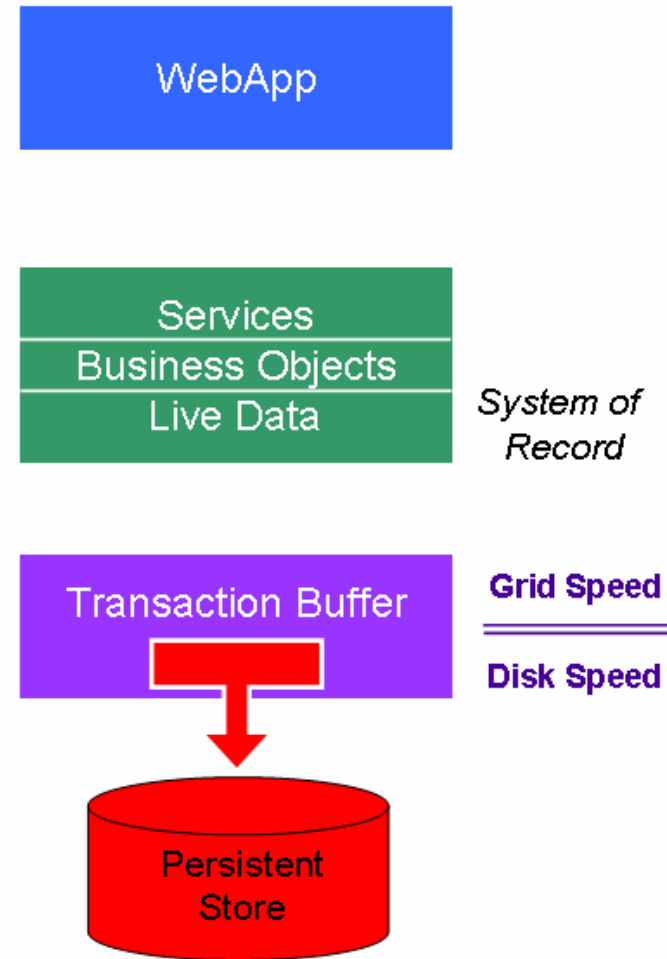 WebApp
Services
Business Objects
Live Data
System of
Record
Transaction Buffer
Grid Speed
Disk Speed
Persistent
Store